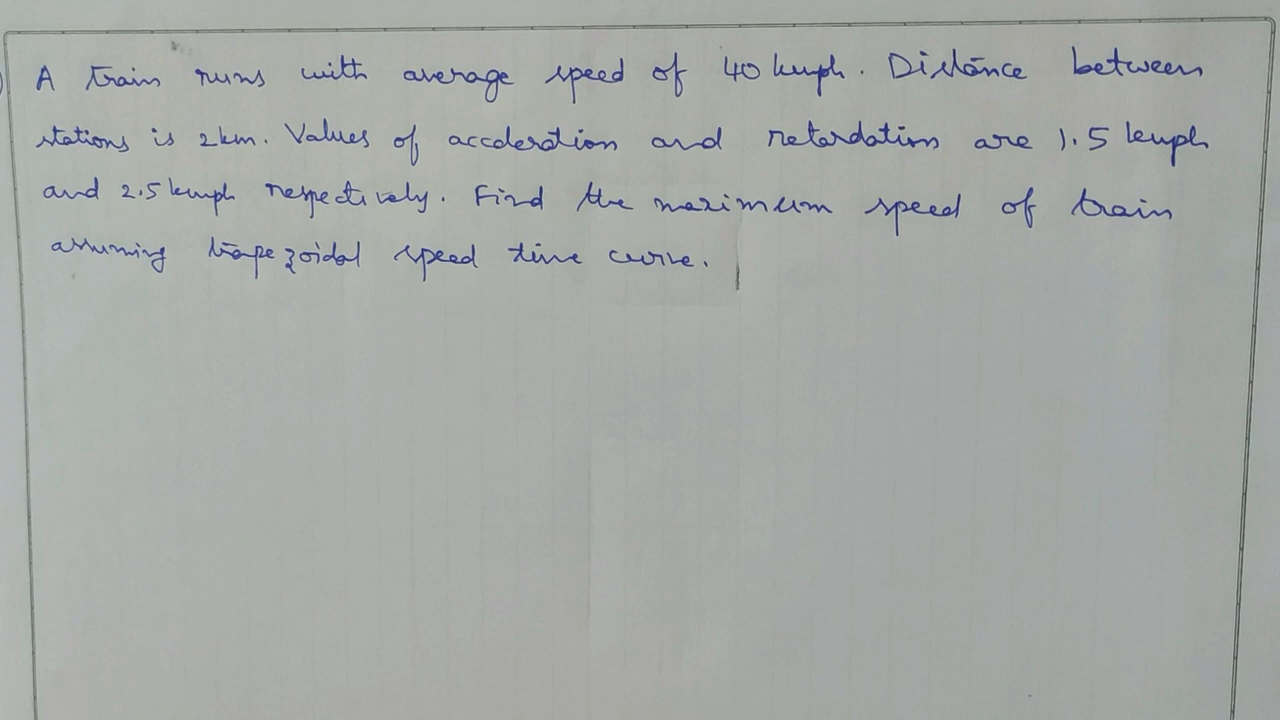 A train runs with average speed of 40 kmph. Distance between
stations is 2 km. Values of acceleration and retardation are 1.5 kmph
and 2.5 kmph respectively. Find the maximum speed of train
assuming trapezoidal speed time curve.